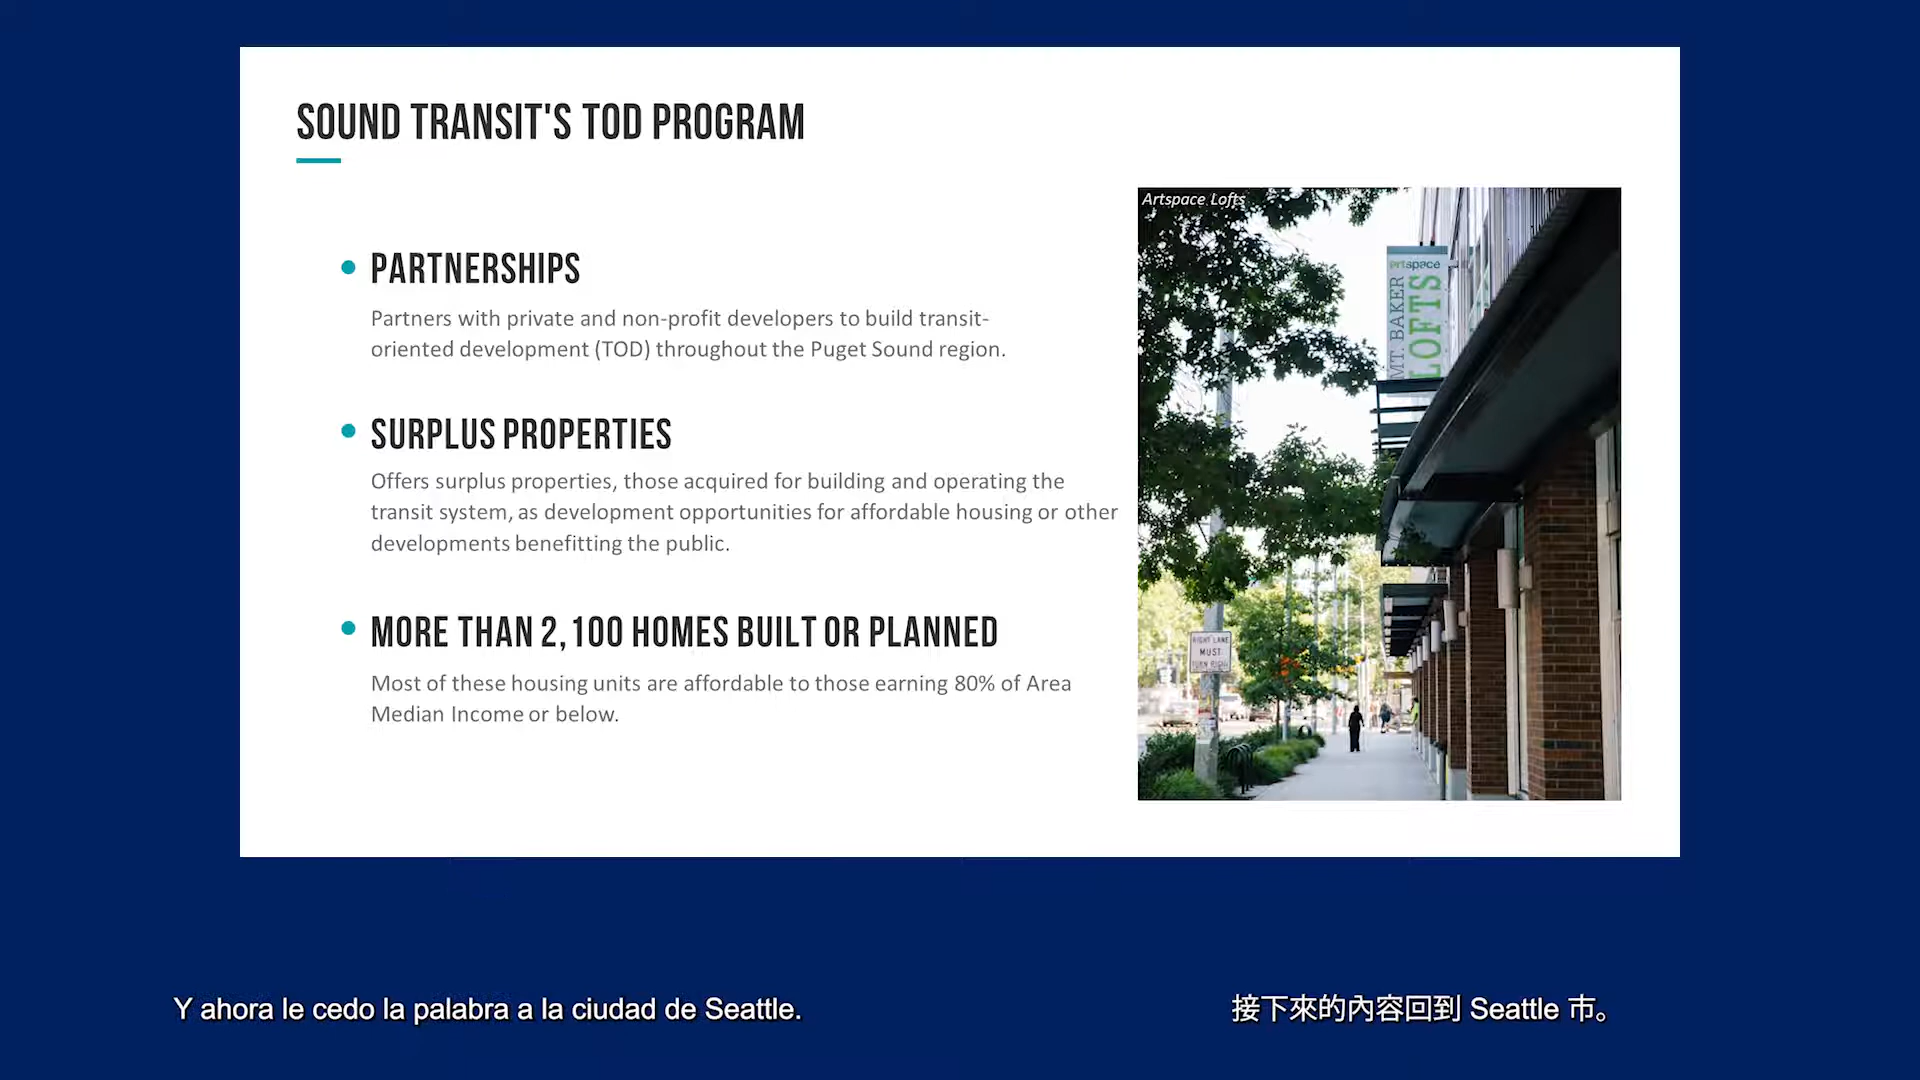 SOUND TRANSIT'S TOD PROGRAM
PARTNERSHIPS
Partners with private and non-profit developers to build transit-
oriented development (TOD) throughout the Puget Sound region.
SURPLUS PROPERTIES
Offers surplus properties, those acquired for building and operating the
transit system, as development opportunities for affordable housing or other
developments benefitting the public.
MORE THAN 2,100 HOMES BUILT OR PLANNED
Most of these housing units are affordable to those earning 80% of Area
Median Income or below.
Artspace Lofts
artspace
MT. BAKER
LOFTS
RIGHT LANE
MUST
TURN RIGHT
Y ahora le cedo la palabra a la ciudad de Seattle.
接下來的內容回到 Seattle 市。